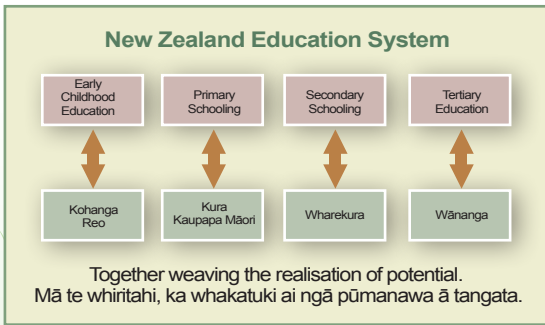 New Zealand Education System
Early
Childhood
Education
Primary
Schooling
Secondary
Schooling
Tertiary
Education
Kohanga
Reo
Kura
Kaupapa Māori
Wharekura
Wānanga
Together weaving the realisation of potential.
Mā te whiritahi, ka whakatuki ai ngā pūmanawa ā tangata.